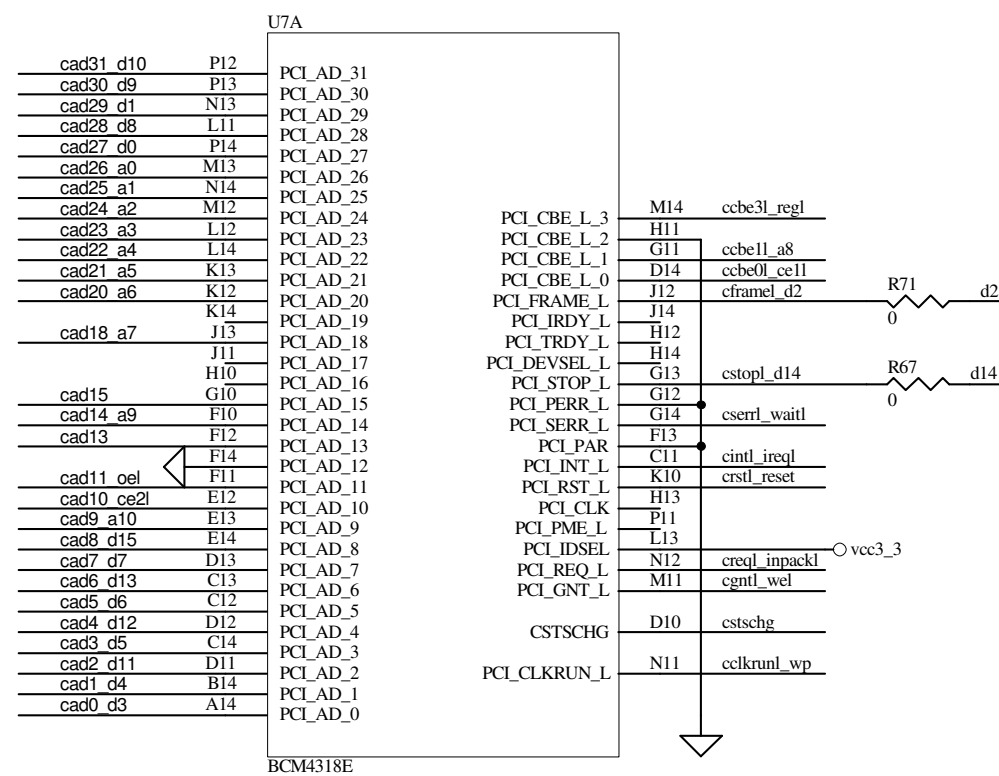 U7A
cad31_d10 P12 PCI_AD_31
cad30_d9 P13 PCI_AD_30
cad29_d1 N13 PCI_AD_29
cad28_d8 L11 PCI_AD_28
cad27_d0 P14 PCI_AD_27
cad26_a0 M13 PCI_AD_26
cad25_a1 N14 PCI_AD_25
cad24_a2 M12 PCI_AD_24
cad23_a3 L12 PCI_AD_23
cad22_a4 L14 PCI_AD_22
cad21_a5 K13 PCI_AD_21
cad20_a6 K12 PCI_AD_20
K14 PCI_AD_19
cad18_a7 J13 PCI_AD_18
J11 PCI_AD_17
H10 PCI_AD_16
cad15 G10 PCI_AD_15
cad14_a9 F10 PCI_AD_14
cad13 F12 PCI_AD_13
F14 PCI_AD_12
cad11_oel F11 PCI_AD_11
cad10_ce2l E12 PCI_AD_10
cad9_a10 E13 PCI_AD_9
cad8_d15 E14 PCI_AD_8
cad7_d7 D13 PCI_AD_7
cad6_d13 C13 PCI_AD_6
cad5_d6 C12 PCI_AD_5
cad4_d12 D12 PCI_AD_4
cad3_d5 C14 PCI_AD_3
cad2_d11 D11 PCI_AD_2
cad1_d4 B14 PCI_AD_1
cad0_d3 A14 PCI_AD_0
PCI_CBE_L_3 M14 ccbe3l_regl
PCI_CBE_L_2 H11
PCI_CBE_L_1 G11 ccbe1l_a8
PCI_CBE_L_0 D14 ccbe0l_ce1l
PCI_FRAME_L J12 cframel_d2 R71 0 d2
PCI_IRDY_L J14
PCI_TRDY_L H12
PCI_DEVSEL_L H14
PCI_STOP_L G13 cstopl_d14 R67 0 d14
PCI_PERR_L G12
PCI_SERR_L G14 cserrl_waitl
PCI_PAR F13
PCI_INT_L C11 cintl_ireql
PCI_RST_L K10 crstl_reset
PCI_CLK H13
PCI_PME_L P11
PCI_IDSEL L13 vcc3_3
PCI_REQ_L N12 creql_inpackl
PCI_GNT_L M11 cgntl_wel
CSTSCHG D10 cstschg
PCI_CLKRUN_L N11 cclkrunl_wp
BCM4318E